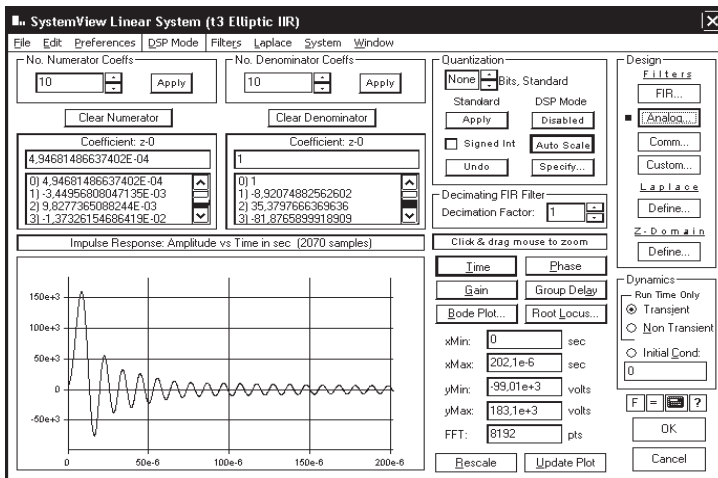 SystemView Linear System (t3 Elliptic IIR)
File Edit Preferences DSP Mode Filters Laplace System Window
No. Numerator Coeffs
10
Apply
No. Denominator Coeffs
10
Apply
Clear Numerator
Clear Denominator
Coefficient: z-0
4,94681486637402E-04
0) 4,94681486637402E-04
1) -3,44956808047135E-03
2) 9,8277365088244E-03
3) -1,37326154686419E-02
Coefficient: z-0
1
0) 1
1) -8,92074882562602
2) 35,3797666369636
3) -81,8765899918909
Quantization
None Bits, Standard
Standard DSP Mode
Apply Disabled
Signed Int Auto Scale
Undo Specify...
Decimating FIR Filter
Decimation Factor: 1
Impulse Response: Amplitude vs Time in sec (2070 samples)
150e+3
100e+3
50e+3
0
-50e+3
0 50e-6 100e-6 150e-6 200e-6
Click & drag mouse to zoom
Time Phase
Gain Group Delay
Bode Plot... Root Locus...
xMin: 0 sec
xMax: 202,1e-6 sec
yMin: -99,01e+3 volts
yMax: 183,1e+3 volts
FFT: 8192 pts
Rescale Update Plot
Design
Filters
FIR...
Analog...
Comm...
Custom...
Laplace
Define...
Z-Domain
Define...
Dynamics
Run Time Only
Transient
Non Transient
Initial Cond:
0
F = ?
OK
Cancel